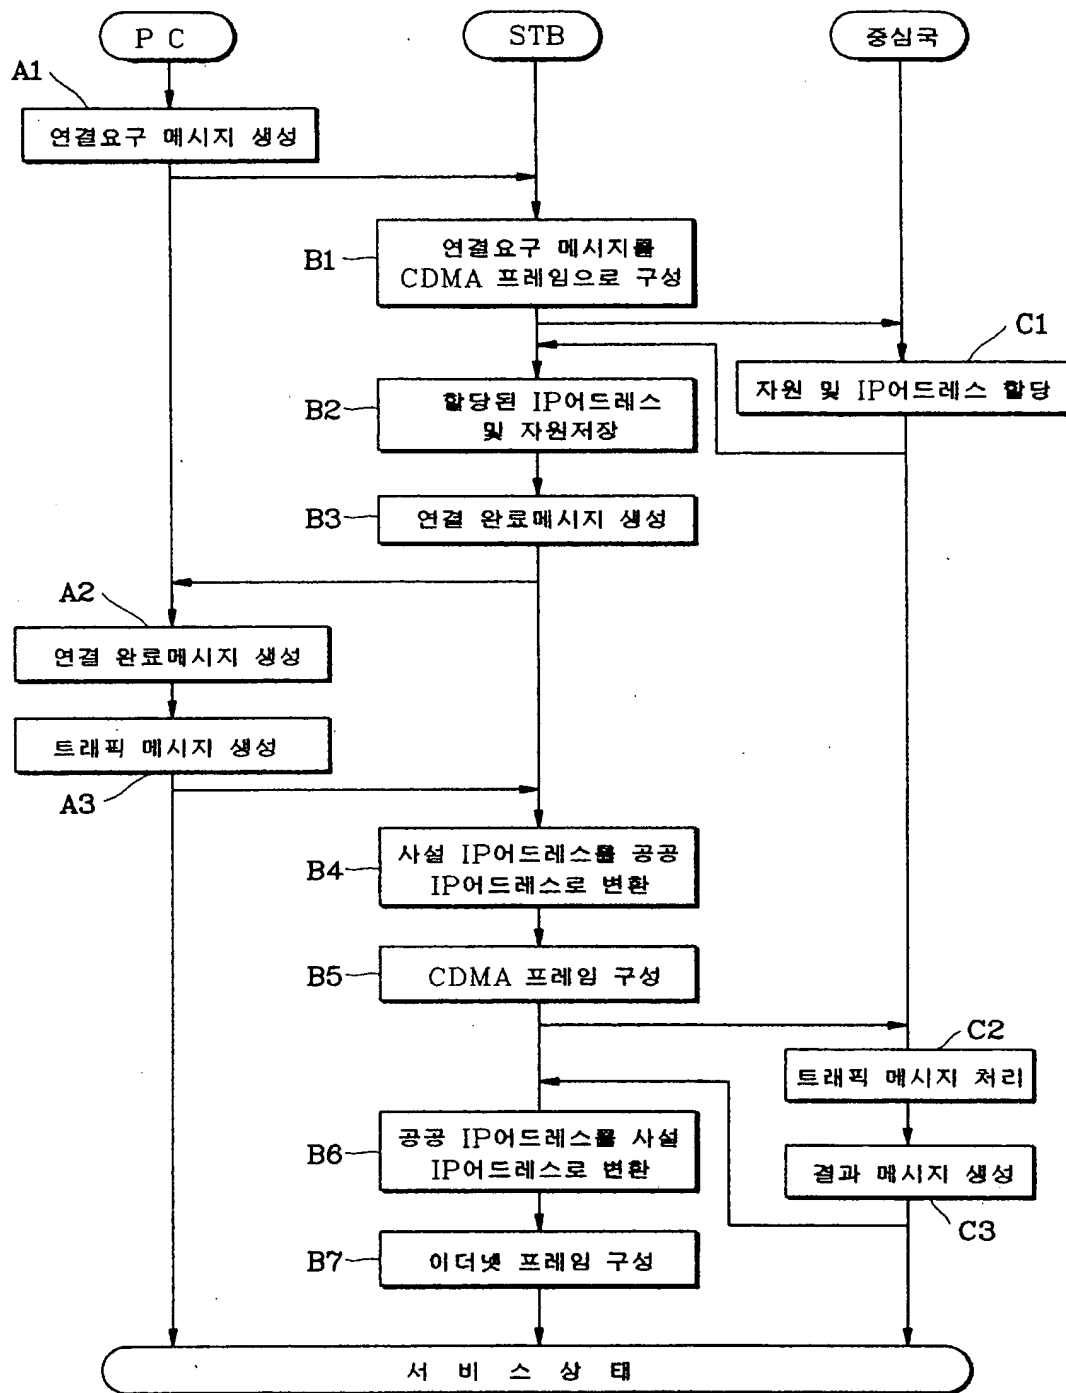 P C
STB
중심국
A1
연결요구 메시지 생성
B1
연결요구 메시지를
CDMA 프레임으로 구성
C1
자원 및 IP어드레스 할당
B2
할당된 IP어드레스
및 자원저장
B3
연결 완료메시지 생성
A2
연결 완료메시지 생성
트래픽 메시지 생성
A3
B4
사설 IP어드레스를 공공
IP어드레스로 변환
B5
CDMA 프레임 구성
C2
트래픽 메시지 처리
B6
공공 IP어드레스를 사설
IP어드레스로 변환
결과 메시지 생성
C3
B7
이더넷 프레임 구성
서 비 스 상 태